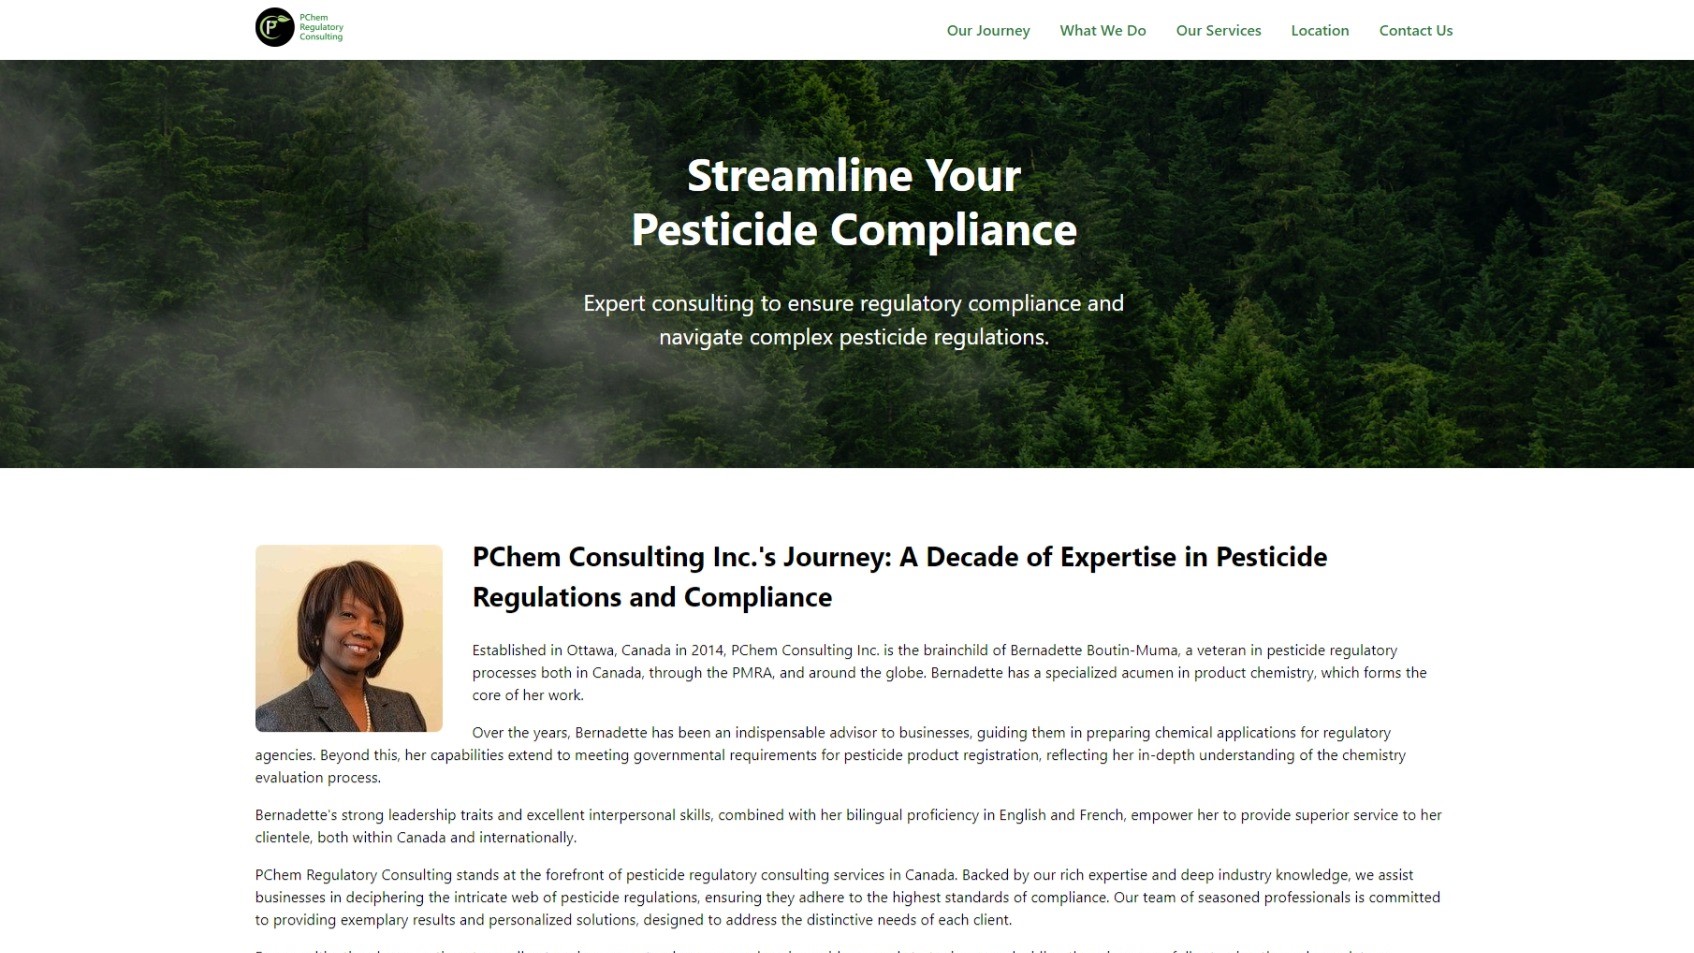 PChem
Regulatory
Consulting
Our Journey
What We Do
Our Services
Location
Contact Us
Streamline Your
Pesticide Compliance
Expert consulting to ensure regulatory compliance and
navigate complex pesticide regulations.
PChem Consulting Inc.'s Journey: A Decade of Expertise in Pesticide
Regulations and Compliance
Established in Ottawa, Canada in 2014, PChem Consulting Inc. is the brainchild of Bernadette Boutin-Muma, a veteran in pesticide regulatory
processes both in Canada, through the PMRA, and around the globe. Bernadette has a specialized acumen in product chemistry, which forms the
core of her work.
Over the years, Bernadette has been an indispensable advisor to businesses, guiding them in preparing chemical applications for regulatory
agencies. Beyond this, her capabilities extend to meeting governmental requirements for pesticide product registration, reflecting her in-depth understanding of the chemistry
evaluation process.
Bernadette's strong leadership traits and excellent interpersonal skills, combined with her bilingual proficiency in English and French, empower her to provide superior service to her
clientele, both within Canada and internationally.
PChem Regulatory Consulting stands at the forefront of pesticide regulatory consulting services in Canada. Backed by our rich expertise and deep industry knowledge, we assist
businesses in deciphering the intricate web of pesticide regulations, ensuring they adhere to the highest standards of compliance. Our team of seasoned professionals is committed
to providing exemplary results and personalized solutions, designed to address the distinctive needs of each client.